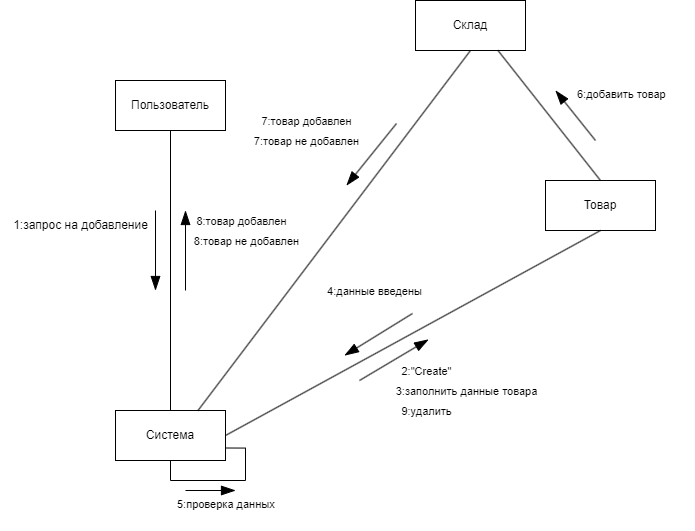 Склад
6:добавить товар
Пользователь
7:товар добавлен
7:товар не добавлен
Товар
1:запрос на добавление
8:товар добавлен
8:товар не добавлен
4:данные введены
2:"Create"
3:заполнить данные товара
9:удалить
Система
5:проверка данных